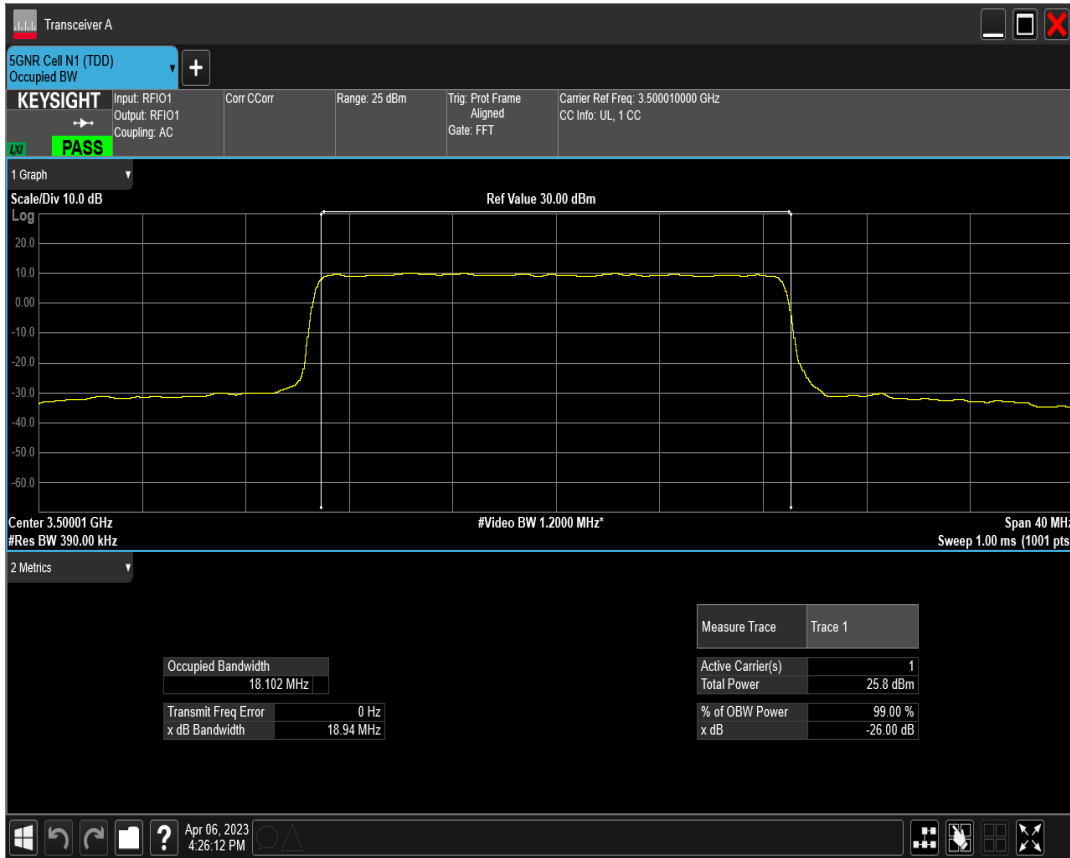 Transceiver A
5GNR Cell N1 (TDD)
Occupied BW
KEYSIGHT
LXI
PASS
Input: RFIO1
Output: RFIO1
Coupling: AC
Corr CCorr
Range: 25 dBm
Trig: Prot Frame
Aligned
Gate: FFT
Carrier Ref Freq: 3.500010000 GHz
CC Info: UL, 1 CC
1 Graph
Scale/Div 10.0 dB
Ref Value 30.00 dBm
Log
20.0
10.0
0.00
-10.0
-20.0
-30.0
-40.0
-50.0
-60.0
Center 3.50001 GHz
#Video BW 1.2000 MHz*
Span 40 MHz
#Res BW 390.00 kHz
Sweep 1.00 ms (1001 pts
2 Metrics
Measure Trace Trace 1
Occupied Bandwidth
18.102 MHz
Active Carrier(s) 1
Total Power 25.8 dBm
Transmit Freq Error 0 Hz
x dB Bandwidth 18.94 MHz
% of OBW Power 99.00 %
x dB -26.00 dB
?
Apr 06, 2023
4:26:12 PM